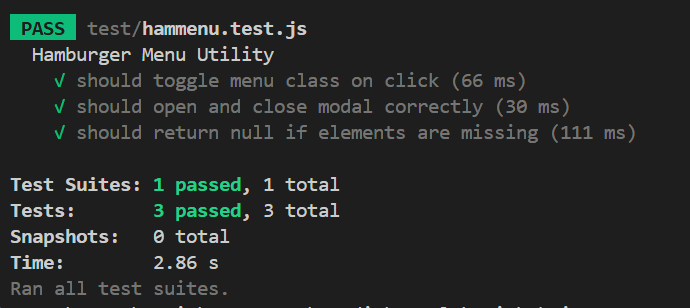 PASS test/hammenu.test.js
Hamburger Menu Utility
√ should toggle menu class on click (66 ms)
√ should open and close modal correctly (30 ms)
√ should return null if elements are missing (111 ms)
Test Suites: 1 passed, 1 total
Tests: 3 passed, 3 total
Snapshots: 0 total
Time: 2.86 s
Ran all test suites.